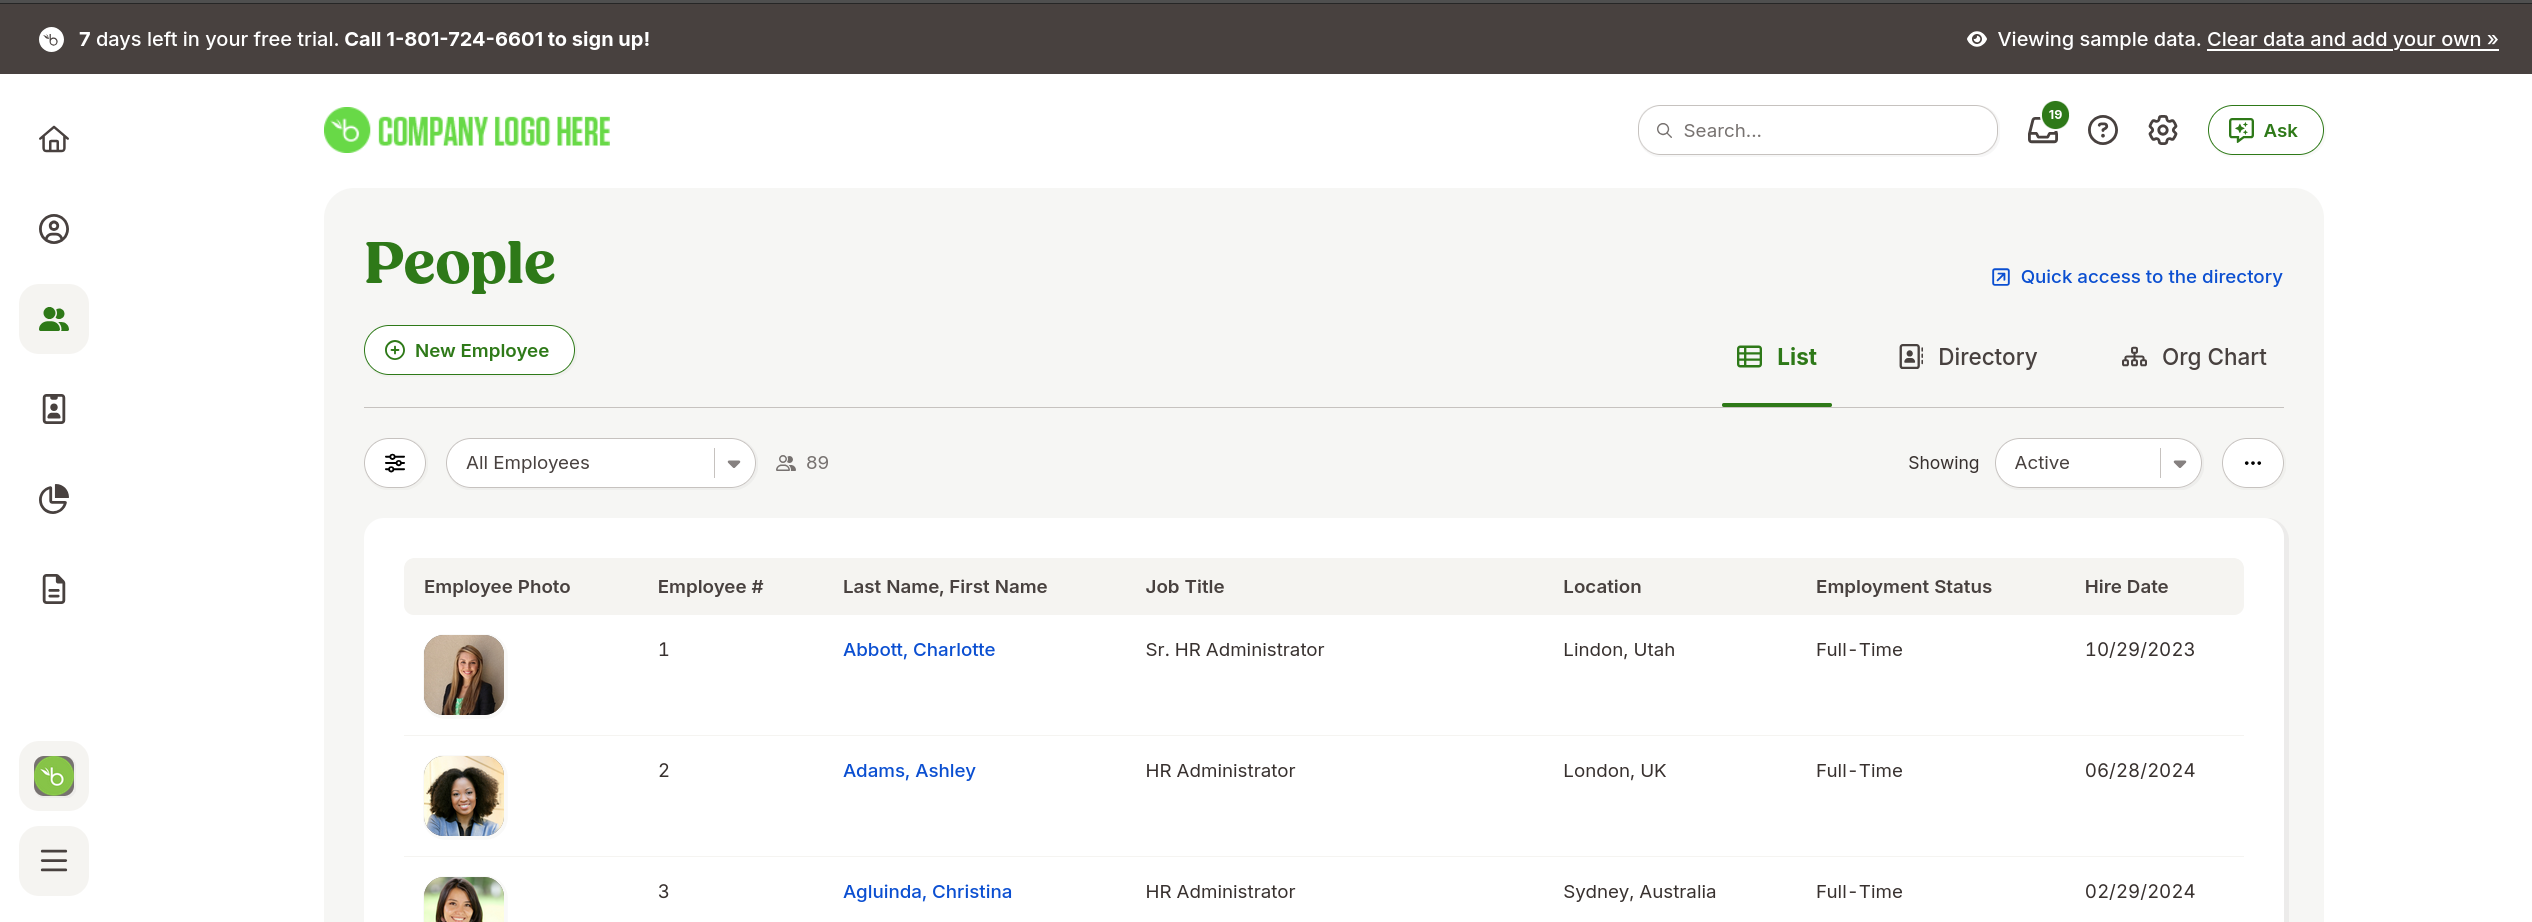 7 days left in your free trial. Call 1-801-724-6601 to sign up!
Viewing sample data. Clear data and add your own »
COMPANY LOGO HERE
Search...
19
Ask
People
Quick access to the directory
New Employee
List
Directory
Org Chart
All Employees
89
Showing
Active
Employee Photo Employee # Last Name, First Name Job Title Location Employment Status Hire Date
1 Abbott, Charlotte Sr. HR Administrator Lindon, Utah Full-Time 10/29/2023
2 Adams, Ashley HR Administrator London, UK Full-Time 06/28/2024
3 Agluinda, Christina HR Administrator Sydney, Australia Full-Time 02/29/2024